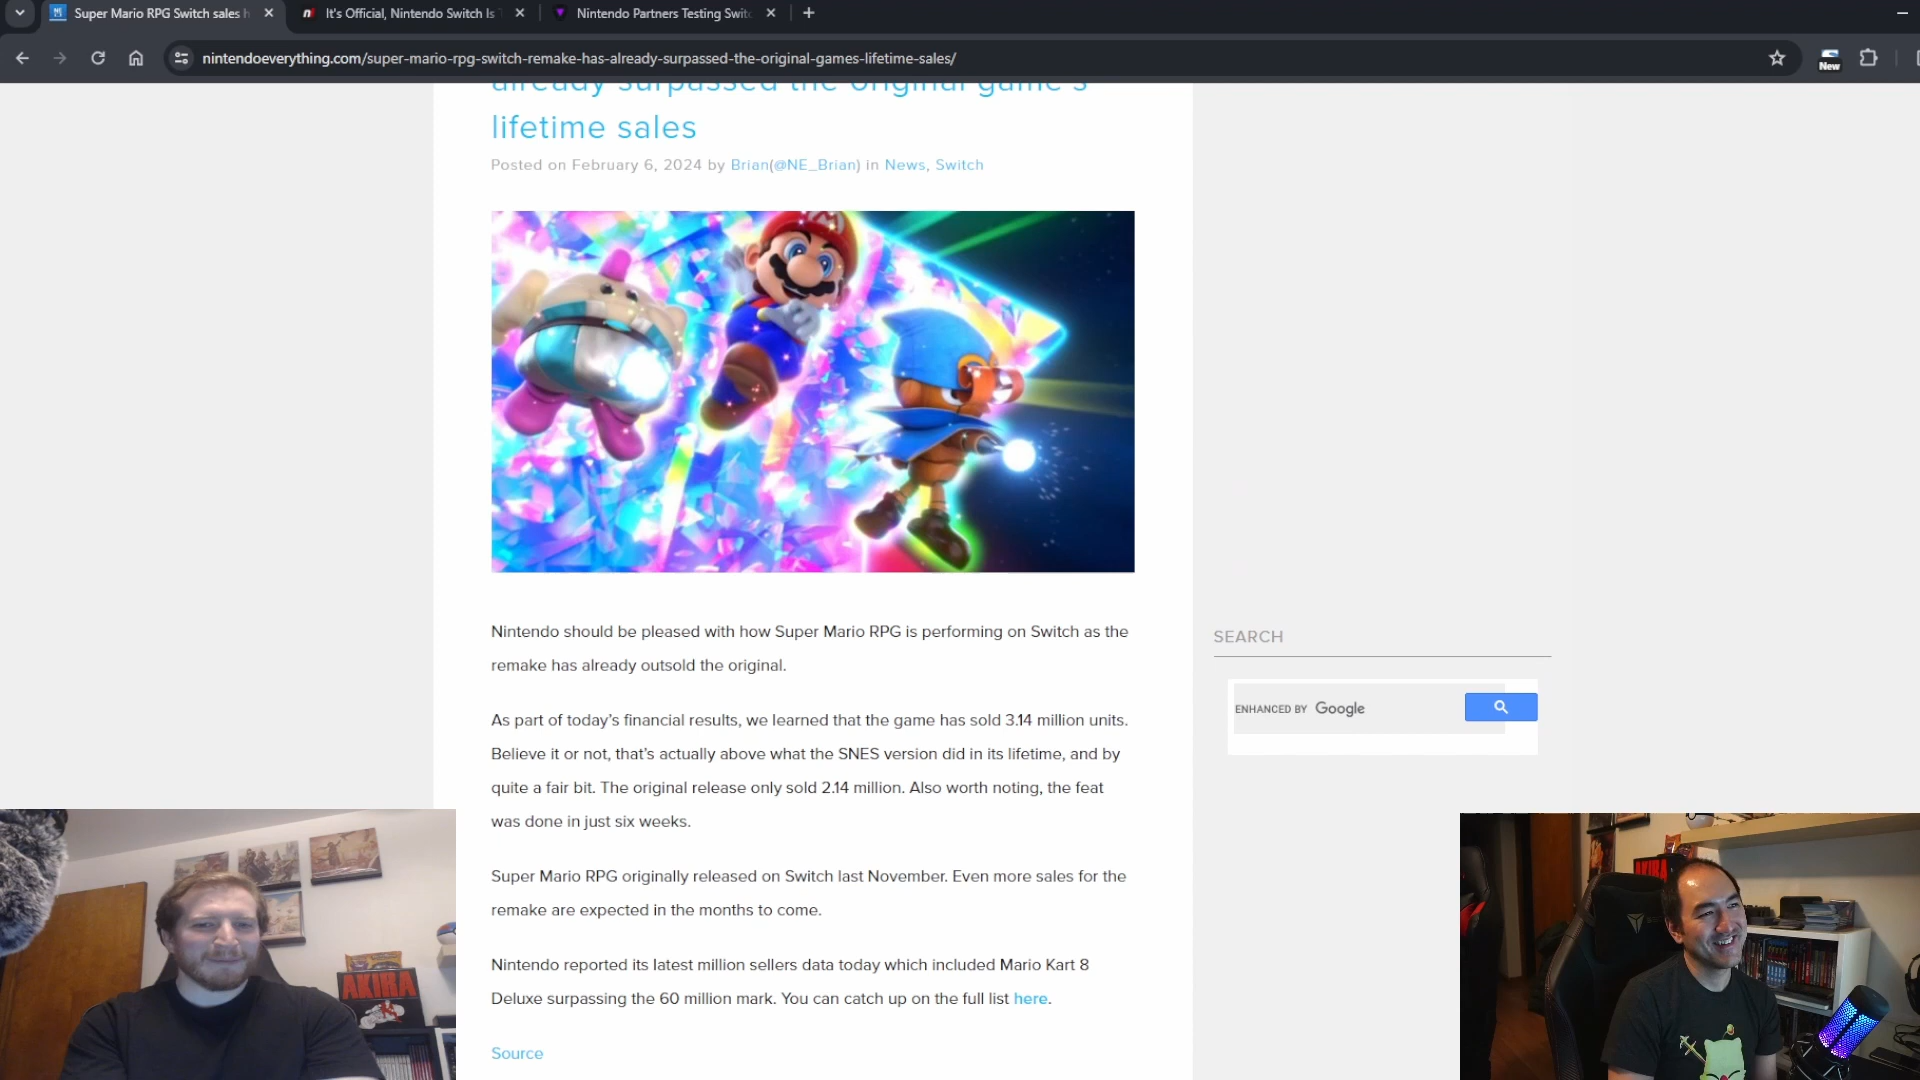 Super Mario RPG Switch sales h
It's Official, Nintendo Switch Is
Nintendo Partners Testing Swit
nintendoeverything.com/super-mario-rpg-switch-remake-has-already-surpassed-the-original-games-lifetime-sales/
New
already surpassed the original game's
lifetime sales
Posted on February 6, 2024 by Brian(@NE_Brian) in News, Switch
Nintendo should be pleased with how Super Mario RPG is performing on Switch as the
remake has already outsold the original.
As part of today's financial results, we learned that the game has sold 3.14 million units.
Believe it or not, that's actually above what the SNES version did in its lifetime, and by
quite a fair bit. The original release only sold 2.14 million. Also worth noting, the feat
was done in just six weeks.
Super Mario RPG originally released on Switch last November. Even more sales for the
remake are expected in the months to come.
Nintendo reported its latest million sellers data today which included Mario Kart 8
Deluxe surpassing the 60 million mark. You can catch up on the full list here.
Source
SEARCH
ENHANCED BY Google
AKIRA
AKIRA